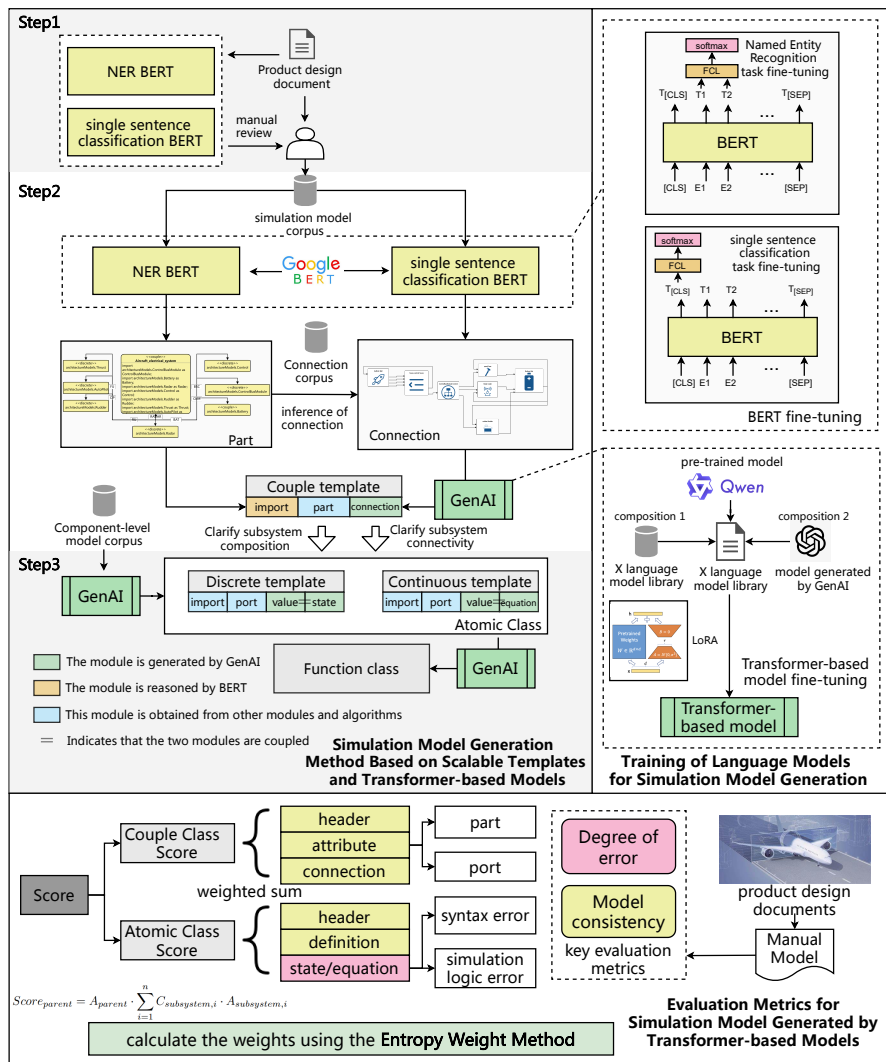 Step1
NER BERT
Product design
document
single sentence
classification BERT
manual
review
Step2
simulation model
corpus
NER BERT
Google
BERT
single sentence
classification BERT
Connection
corpus
inference of
connection
Part
Connection
Couple template
import
part
connection
GenAI
Component-level
model corpus
Clarify subsystem
composition
Clarify subsystem
connectivity
Step3
GenAI
Discrete template
import
port
value
state
Continuous template
import
port
value
equation
Atomic Class
Function class
GenAI
The module is generated by GenAI
The module is reasoned by BERT
This module is obtained from other modules and algorithms
= Indicates that the two modules are coupled
Simulation Model Generation
Method Based on Scalable Templates
and Transformer-based Models
softmax
FCL
Named Entity
Recognition
task fine-tuning
T[CLS] T1 T2 ... T[SEP]
BERT
[CLS] E1 E2 ... [SEP]
softmax
FCL
single sentence
classification
task fine-tuning
T[CLS] T1 T2 ... T[SEP]
BERT
[CLS] E1 E2 ... [SEP]
BERT fine-tuning
pre-trained model
Qwen
composition 1
composition 2
X language
model library
X language
model library
model generated
by GenAI
Pretrained
Weights
LoRA
Transformer-based
model fine-tuning
Transformer-
based model
Training of Language Models
for Simulation Model Generation
Score
Couple Class
Score
header
attribute
connection
part
port
weighted sum
Atomic Class
Score
header
definition
state/equation
syntax error
simulation
logic error
Degree of
error
Model
consistency
key evaluation
metrics
product design
documents
Manual
Model
Score_parent = A_parent · ∑_{i=1}^{n} C_subsystem,i · A_subsystem,i
calculate the weights using the Entropy Weight Method
Evaluation Metrics for
Simulation Model Generated by
Transformer-based Models